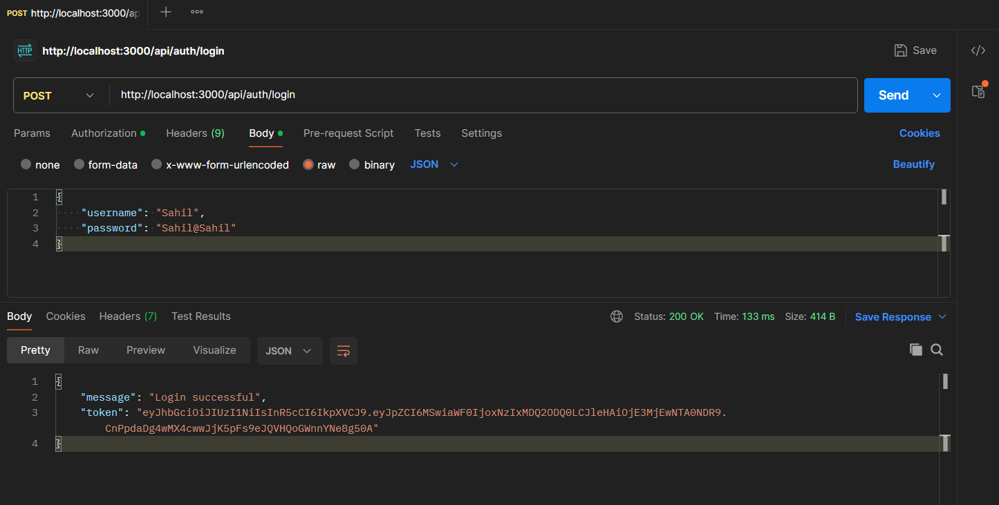 POST http://localhost:3000/ap
HTTP http://localhost:3000/api/auth/login
Save
POST http://localhost:3000/api/auth/login
Send
Params Authorization Headers (9) Body Pre-request Script Tests Settings Cookies
none form-data x-www-form-urlencoded raw binary JSON Beautify
1 {
2 "username": "Sahil",
3 "password": "Sahil@Sahil"
4 }
Body Cookies Headers (7) Test Results Status: 200 OK Time: 133 ms Size: 414 B Save Response
Pretty Raw Preview Visualize JSON
1 {
2 "message": "Login successful",
3 "token": "eyJhbGciOiJIUzI1NiIsInR5cCI6IkpXVCJ9.eyJpZCI6MSwiaWF0IjoxNzIxMDQ2ODQ0LCJleHAiOjE3MjEwNTA0NDR9.
CnPpdaDg4wMX4cwwJjK5pFs9eJQVHQoGWnnYNe8g50A"
4 }